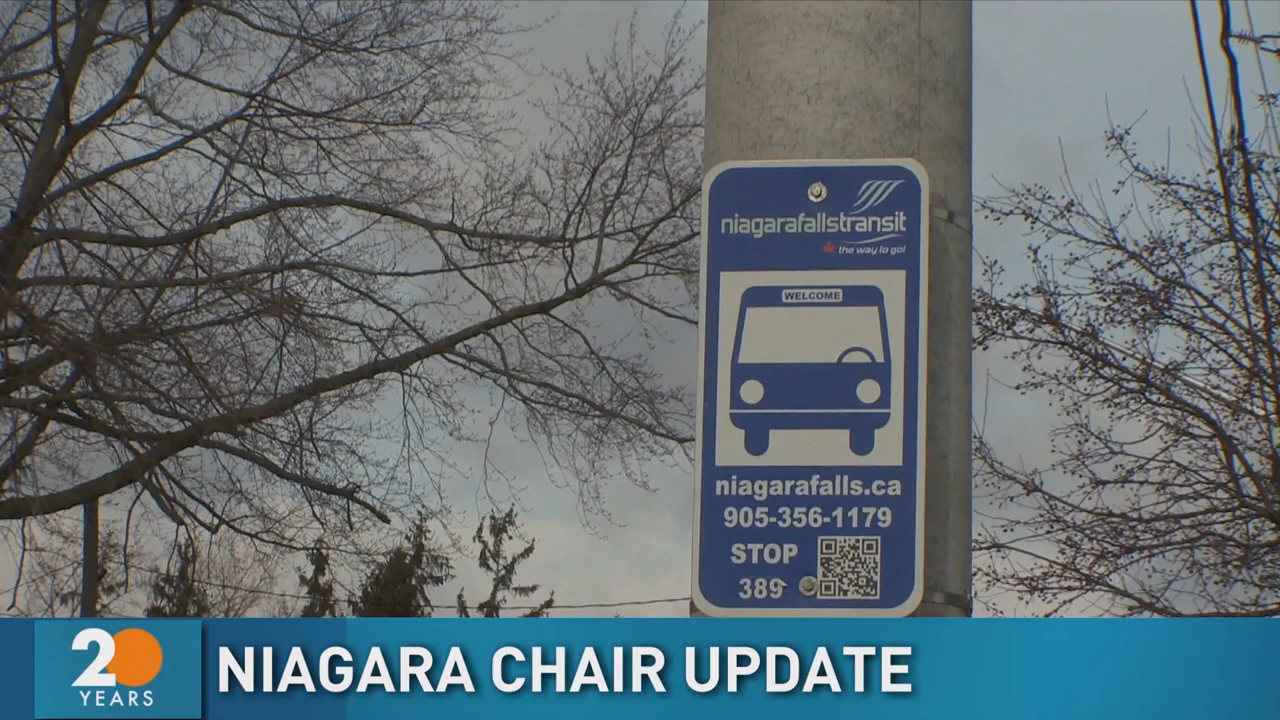 niagarafallstransit
the way to go!
WELCOME
niagarafalls.ca
905-356-1179
STOP
389
20
YEARS
NIAGARA CHAIR UPDATE